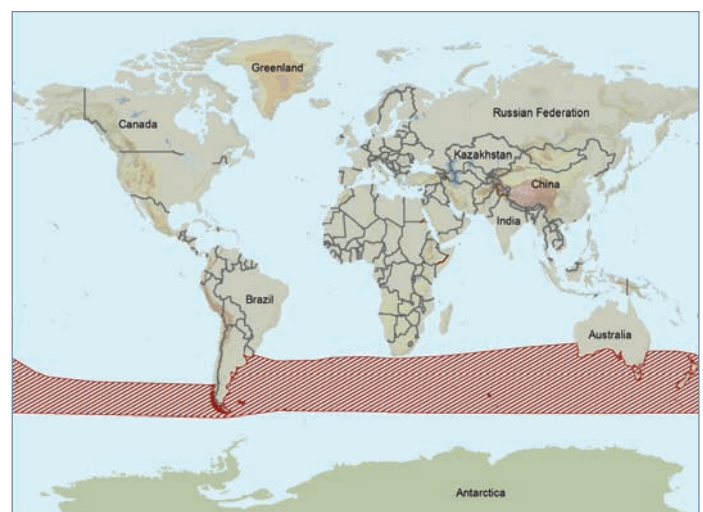 Greenland
Canada
Russian Federation
Kazakhstan
China
India
Brazil
Australia
Antarctica